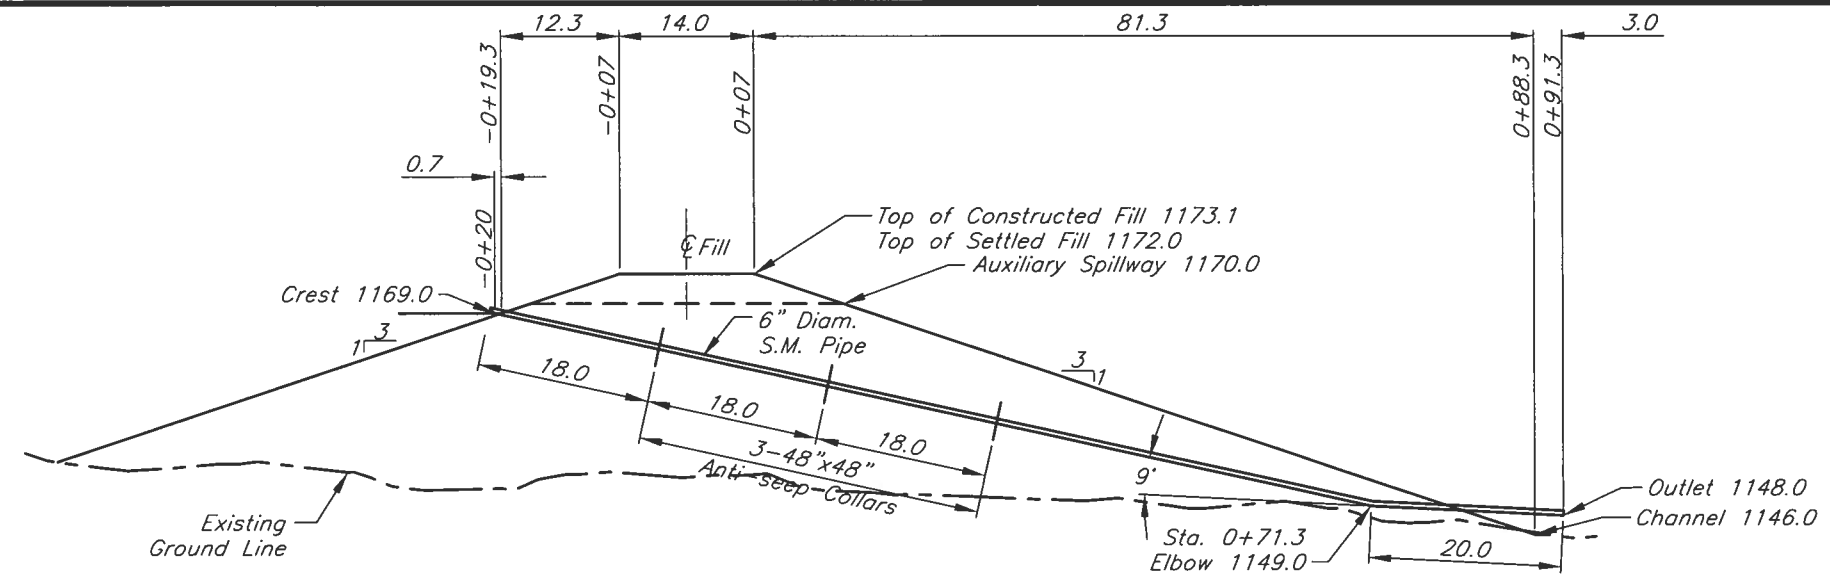 12.3
14.0
81.3
3.0
-0+19.3
-0+07
0+07
0+88.3
0+91.3
0.7
-0+20
℄ Fill
Top of Constructed Fill 1173.1
Top of Settled Fill 1172.0
Auxiliary Spillway 1170.0
Crest 1169.0
3
1
6" Diam.
S.M. Pipe
3
1
18.0
18.0
18.0
3-48"x48"
Anti-seep Collars
9'
Existing
Ground Line
Sta. 0+71.3
Elbow 1149.0
20.0
Outlet 1148.0
Channel 1146.0